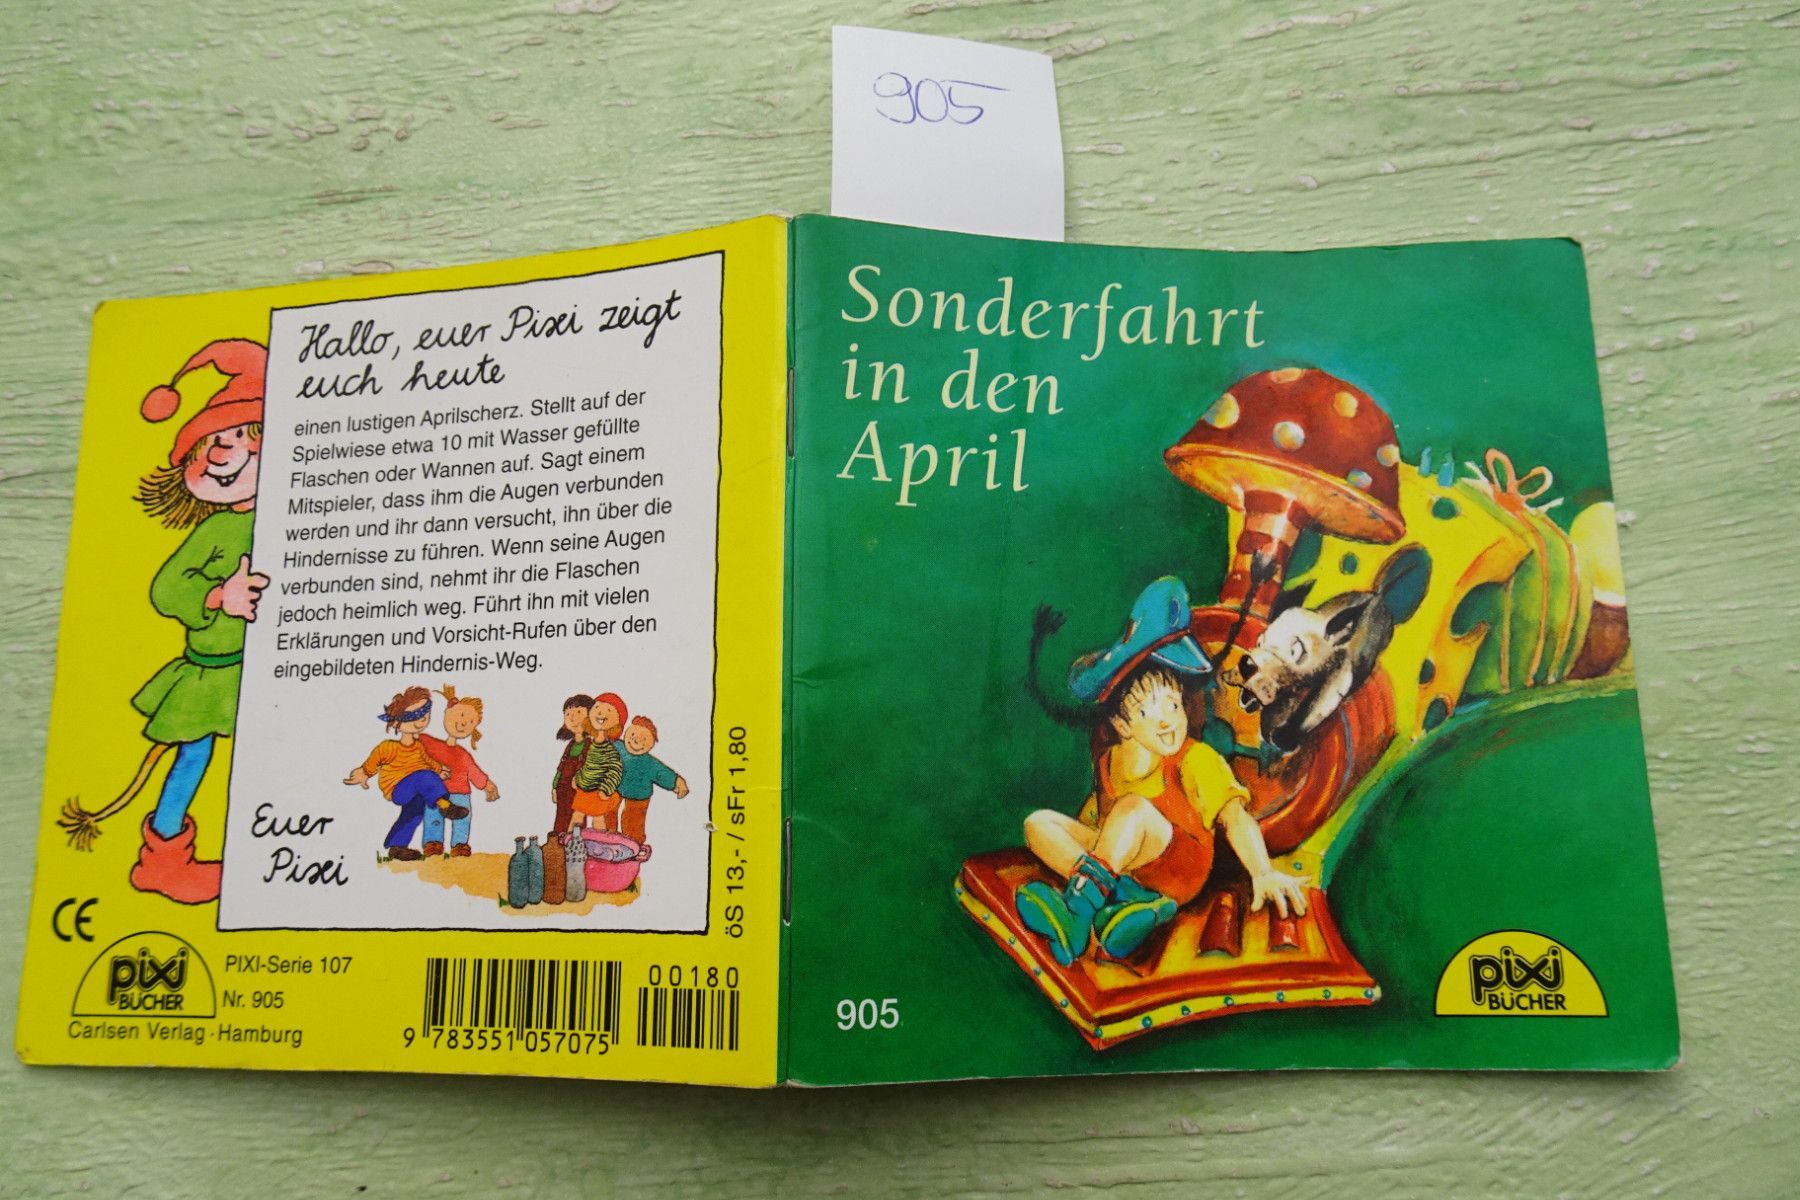 905
Hallo, euer Pixi zeigt
euch heute
einen lustigen Aprilscherz. Stellt auf der
Spielwiese etwa 10 mit Wasser gefüllte
Flaschen oder Wannen auf. Sagt einem
Mitspieler, dass ihm die Augen verbunden
werden und ihr dann versucht, ihn über die
Hindernisse zu führen. Wenn seine Augen
verbunden sind, nehmt ihr die Flaschen
jedoch heimlich weg. Führt ihn mit vielen
Erklärungen und Vorsicht-Rufen über den
eingebildeten Hindernis-Weg.
Euer
Pixi
öS 13,- / sFr 1,80
CE
pixi
BÜCHER
PIXI-Serie 107
Nr. 905
Carlsen Verlag · Hamburg
9 783551 057075
00180
Sonderfahrt
in den
April
905
pixi
BÜCHER